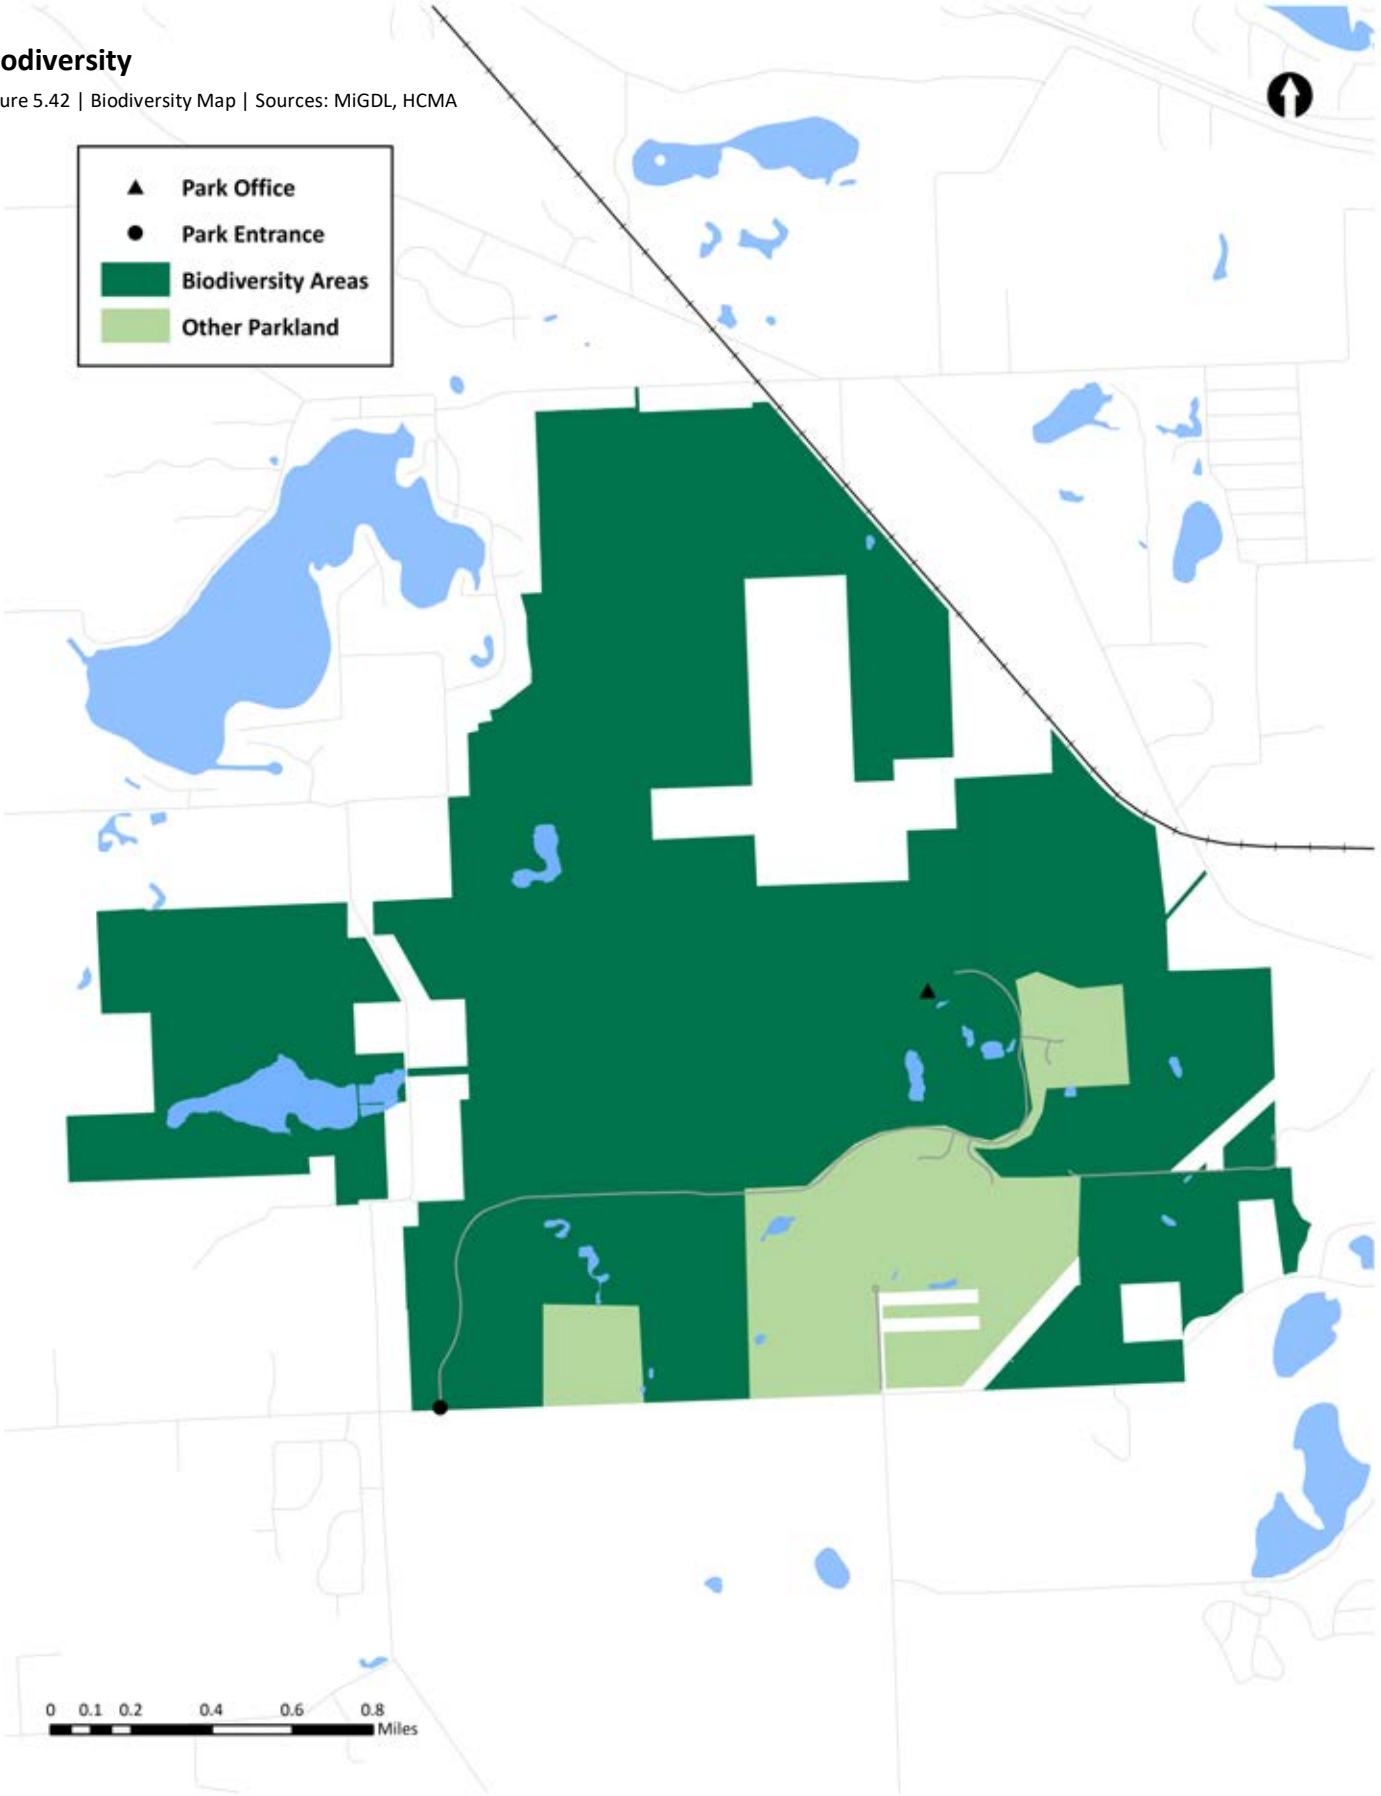 odiversity
ure 5.42 | Biodiversity Map | Sources: MiGDL, HCMA
Park Office
Park Entrance
Biodiversity Areas
Other Parkland
0 0.1 0.2 0.4 0.6 0.8
Miles